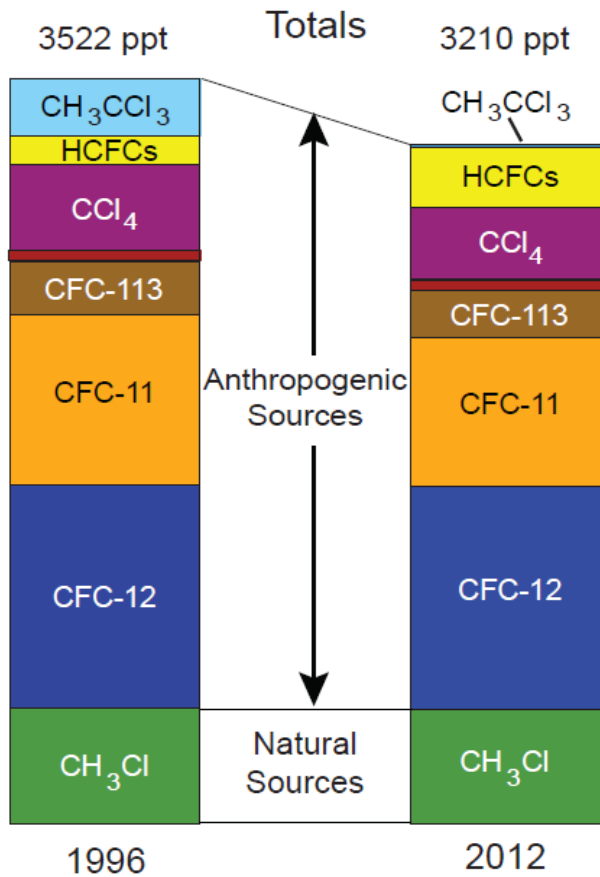 Totals
3522 ppt
3210 ppt
CH₃CCl₃
HCFCs
CCl₄
CFC-113
CFC-11
CFC-12
CH₃Cl
1996
Anthropogenic
Sources
Natural
Sources
CH₃CCl₃
HCFCs
CCl₄
CFC-113
CFC-11
CFC-12
CH₃Cl
2012